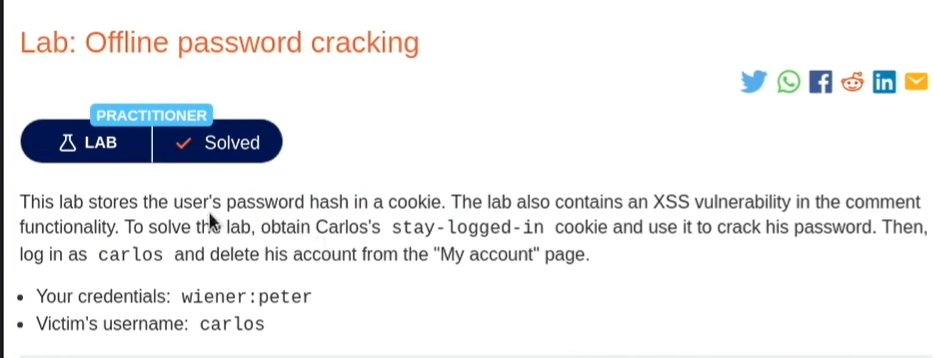 Lab: Offline password cracking
PRACTITIONER
LAB Solved
This lab stores the user's password hash in a cookie. The lab also contains an XSS vulnerability in the comment
functionality. To solve the lab, obtain Carlos's stay-logged-in cookie and use it to crack his password. Then,
log in as carlos and delete his account from the "My account" page.
• Your credentials: wiener:peter
• Victim's username: carlos